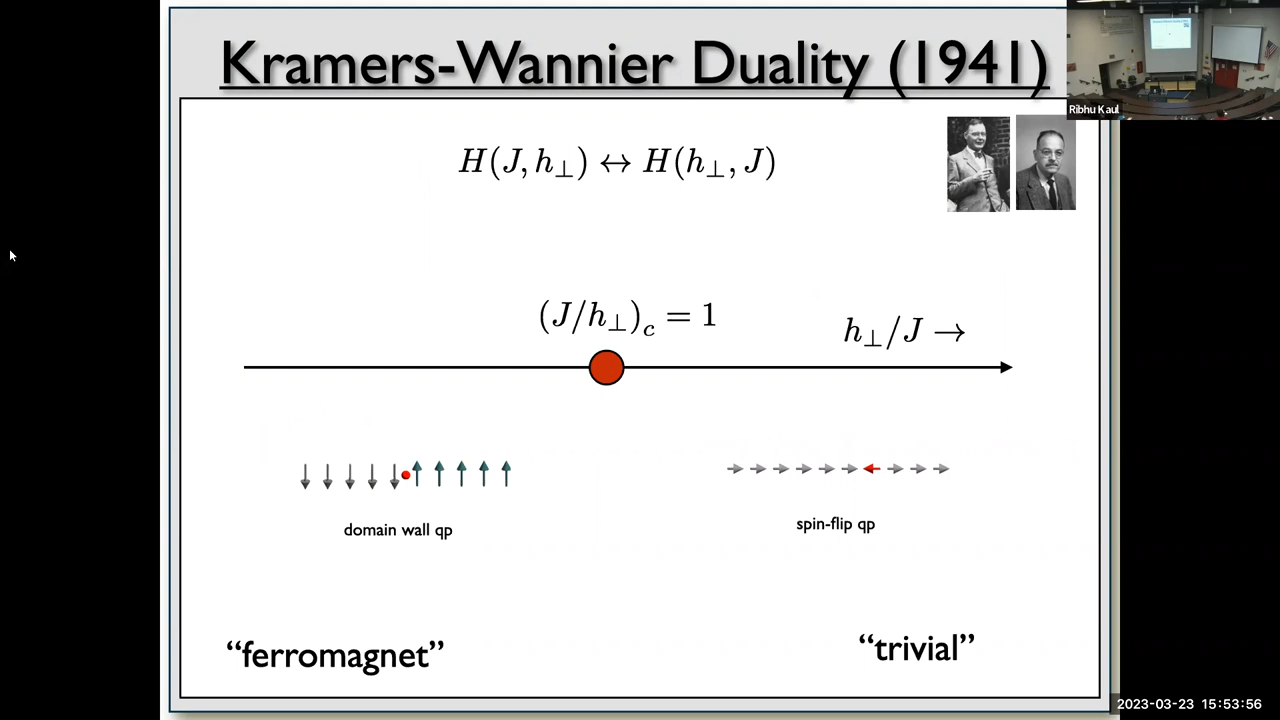 Kramers-Wannier Duality (1941)
Ribhu Kaul
H(J, h⊥) ↔ H(h⊥, J)
(J/h⊥)c = 1
h⊥/J →
domain wall qp
spin-flip qp
“ferromagnet”
“trivial”
2023-03-23 15:53:56